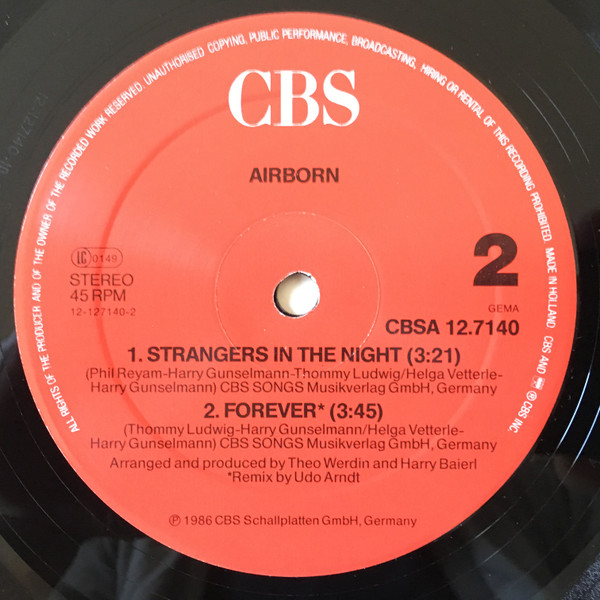 ALL RIGHTS OF THE PRODUCER AND OF THE OWNER OF THE RECORDED WORK RESERVED. UNAUTHORISED COPYING, PUBLIC PERFORMANCE, BROADCASTING, HIRING OR RENTAL OF THIS RECORDING PROHIBITED. MADE IN HOLLAND CBS AND ℗ CBS INC.
CBS
AIRBORN
LC 0149
STEREO
45 RPM
12-127140-2
2
GEMA
CBSA 12.7140
1. STRANGERS IN THE NIGHT (3:21)
(Phil Reyam-Harry Gunselmann-Thommy Ludwig/Helga Vetterle-
Harry Gunselmann) CBS SONGS Musikverlag GmbH, Germany
2. FOREVER* (3:45)
(Thommy Ludwig-Harry Gunselmann/Helga Vetterle-
Harry Gunselmann) CBS SONGS Musikverlag GmbH, Germany
Arranged and produced by Theo Werdin and Harry Baierl
*Remix by Udo Arndt
℗ 1986 CBS Schallplatten GmbH, Germany